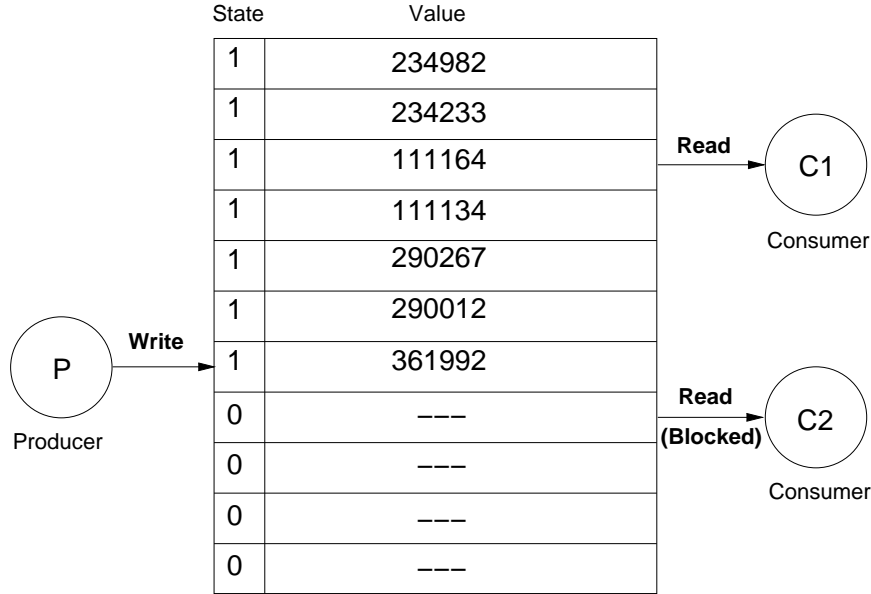 State Value
1 234982
1 234233
1 111164
Read
C1
1 111134
Consumer
1 290267
1 290012
Write
P
1 361992
Read
0 ---
C2
Producer
(Blocked)
0 ---
Consumer
0 ---
0 ---